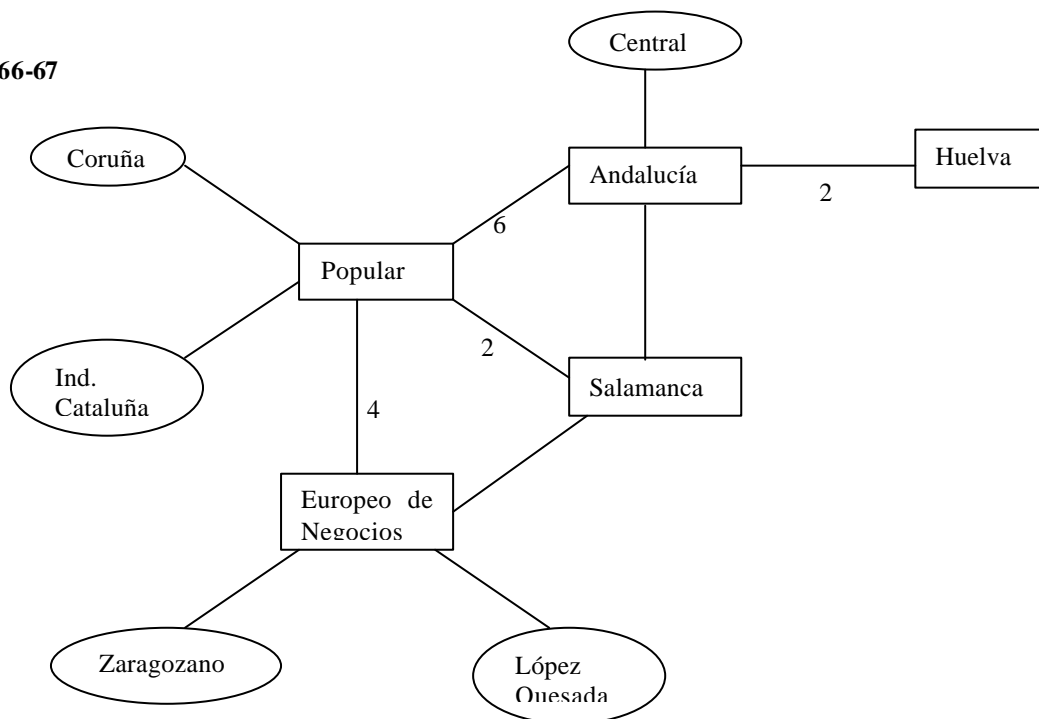 Central
66-67
Coruña
Andalucía
Huelva
2
6
Popular
2
Ind.
Cataluña
Salamanca
4
Europeo de
Negocios
Zaragozano
López
Quesada